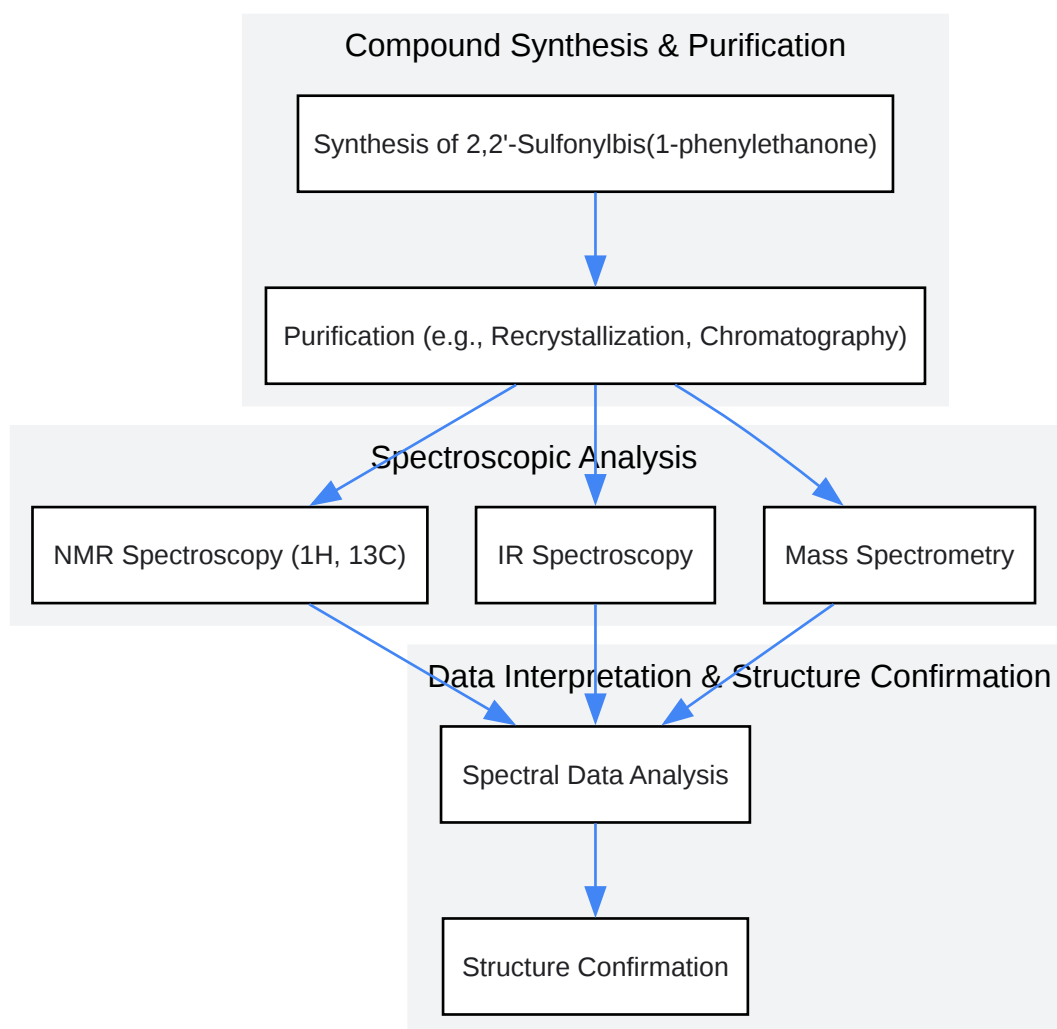 Compound Synthesis & Purification
Synthesis of 2,2'-Sulfonylbis(1-phenylethanone)
Purification (e.g., Recrystallization, Chromatography)
Spectroscopic Analysis
NMR Spectroscopy (1H, 13C)
IR Spectroscopy
Mass Spectrometry
Data Interpretation & Structure Confirmation
Spectral Data Analysis
Structure Confirmation